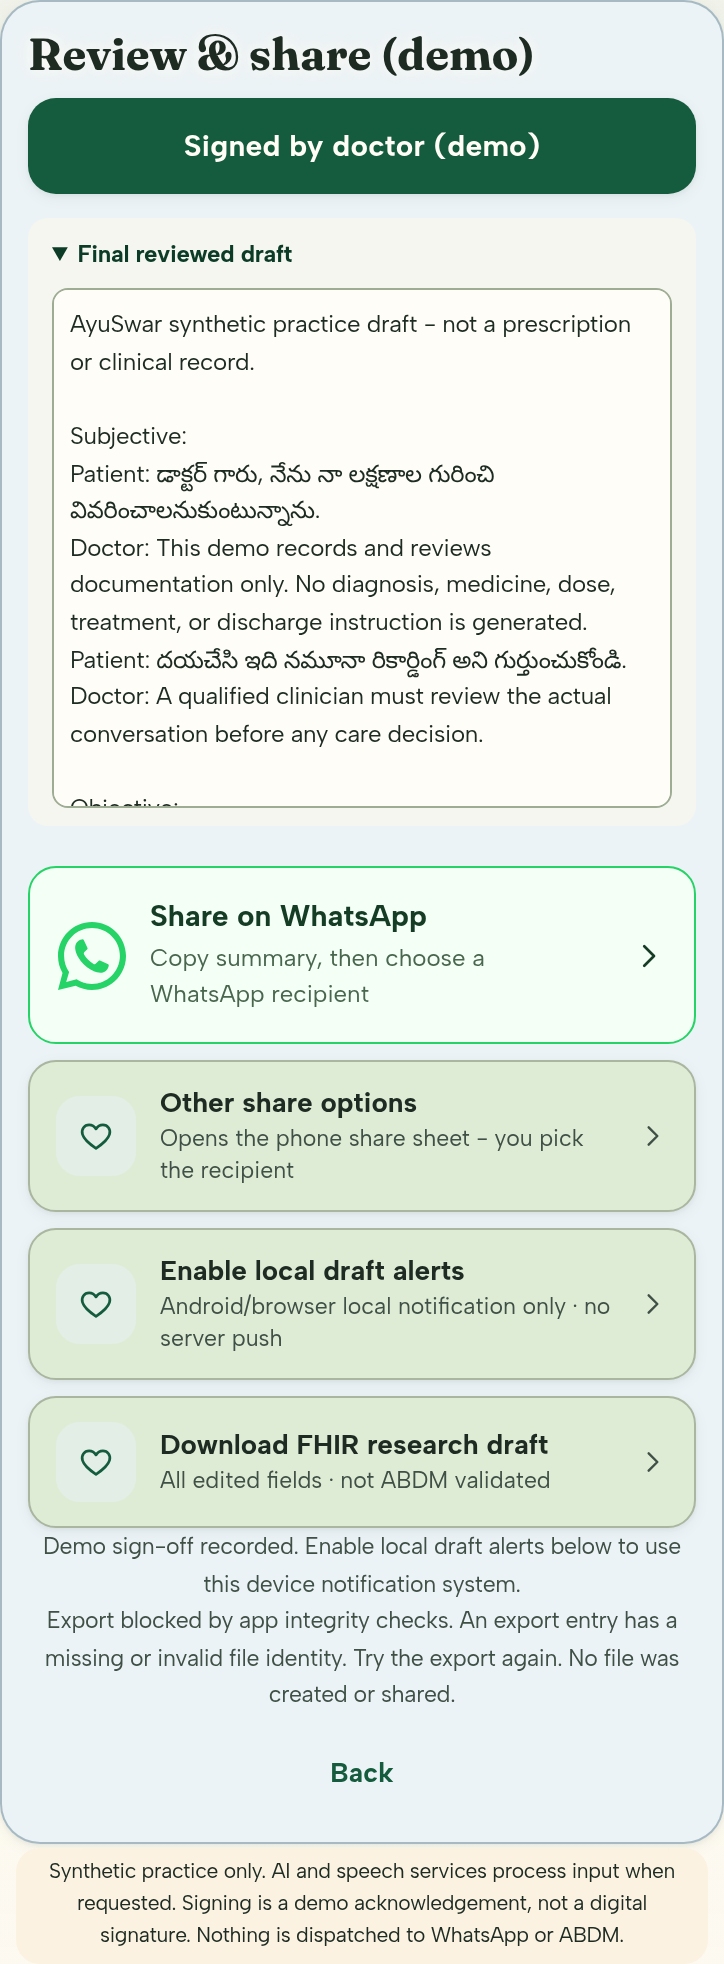 Review & share (demo)
Signed by doctor (demo)
▼ Final reviewed draft
AyuSwar synthetic practice draft – not a prescription
or clinical record.
Subjective:
Patient: డాక్టర్ గారు, నేను నా లక్షణాల గురించి
వివరించాలనుకుంటున్నాను.
Doctor: This demo records and reviews
documentation only. No diagnosis, medicine, dose,
treatment, or discharge instruction is generated.
Patient: దయచేసి ఇది నమూనా రికార్డింగ్ అని గుర్తుంచుకోండి.
Doctor: A qualified clinician must review the actual
conversation before any care decision.
Objective:
Share on WhatsApp
Copy summary, then choose a
WhatsApp recipient
Other share options
Opens the phone share sheet – you pick
the recipient
Enable local draft alerts
Android/browser local notification only · no
server push
Download FHIR research draft
All edited fields · not ABDM validated
Demo sign-off recorded. Enable local draft alerts below to use
this device notification system.
Export blocked by app integrity checks. An export entry has a
missing or invalid file identity. Try the export again. No file was
created or shared.
Back
Synthetic practice only. AI and speech services process input when
requested. Signing is a demo acknowledgement, not a digital
signature. Nothing is dispatched to WhatsApp or ABDM.